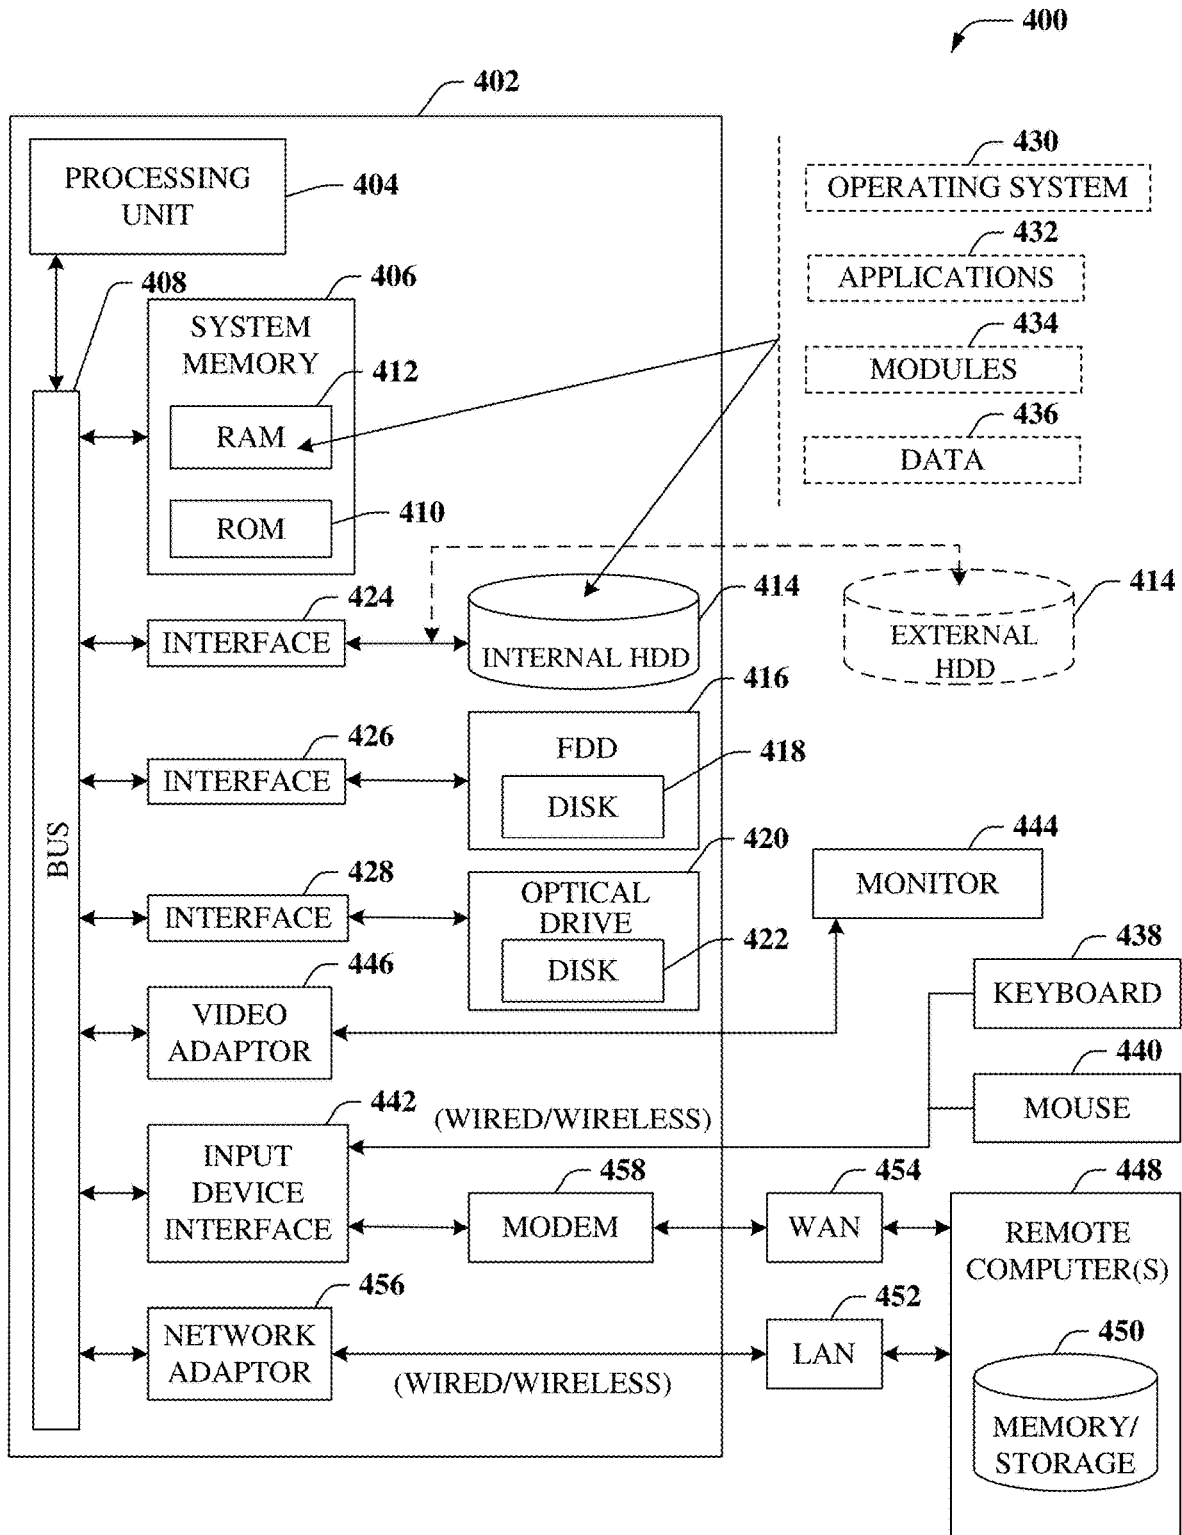 400
402
PROCESSING
UNIT
404
430
OPERATING SYSTEM
408
406
432
APPLICATIONS
SYSTEM
MEMORY
434
MODULES
412
RAM
436
DATA
410
ROM
424
INTERFACE
414
INTERNAL HDD
414
EXTERNAL
HDD
416
FDD
426
INTERFACE
418
DISK
BUS
420
OPTICAL
DRIVE
444
MONITOR
428
INTERFACE
422
DISK
438
KEYBOARD
446
VIDEO
ADAPTOR
440
MOUSE
442
(WIRED/WIRELESS)
INPUT
DEVICE
INTERFACE
458
MODEM
454
WAN
448
REMOTE
COMPUTER(S)
456
NETWORK
ADAPTOR
(WIRED/WIRELESS)
452
LAN
450
MEMORY/
STORAGE